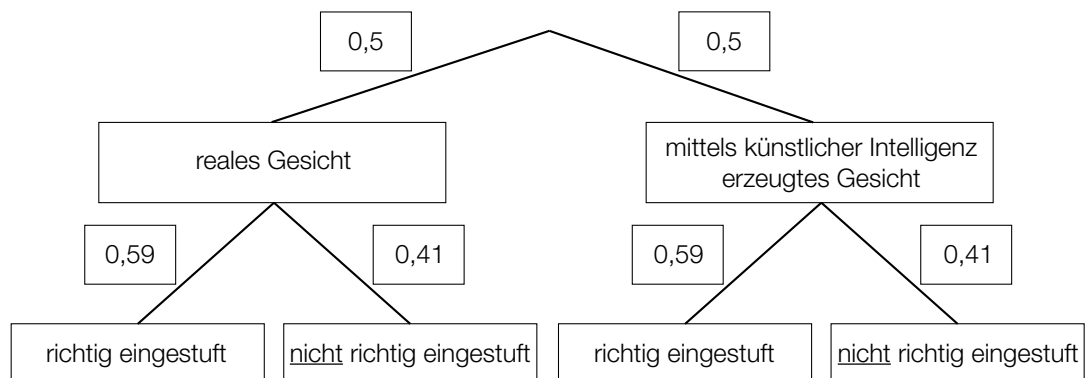 0,5
0,5
reales Gesicht
mittels künstlicher Intelligenz
erzeugtes Gesicht
0,59
0,41
0,59
0,41
richtig eingestuft
nicht richtig eingestuft
richtig eingestuft
nicht richtig eingestuft